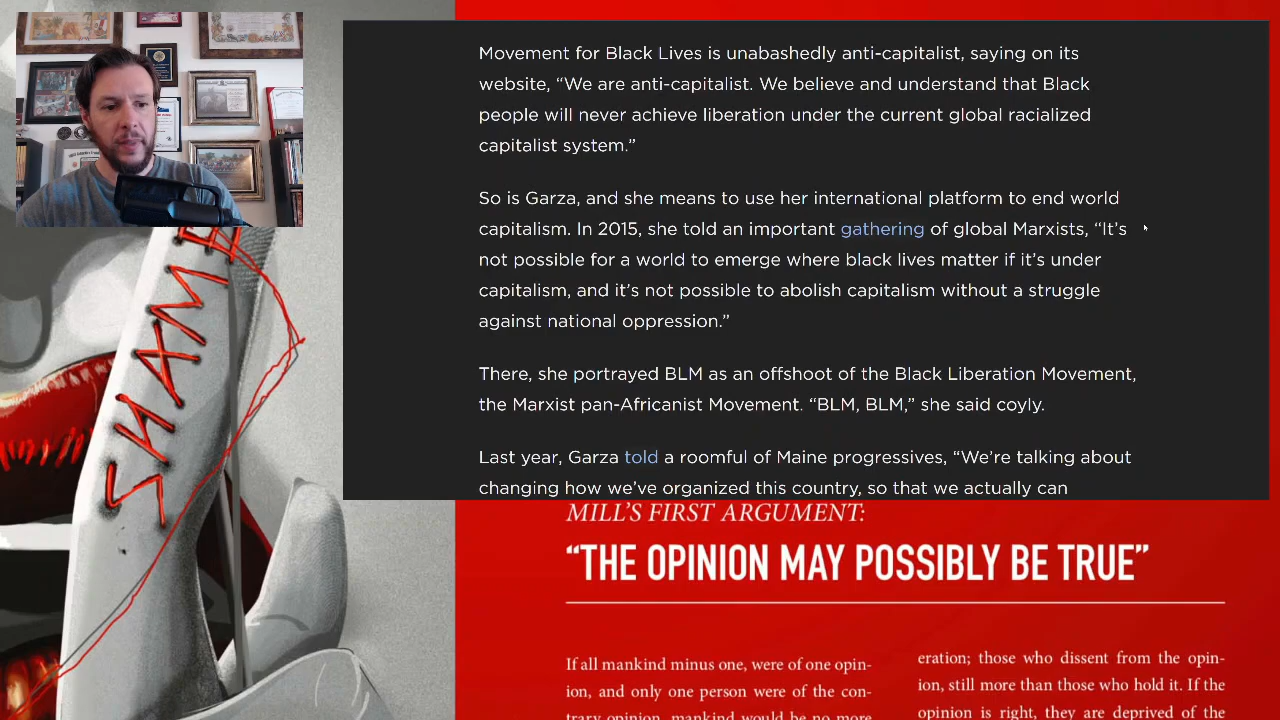 Movement for Black Lives is unabashedly anti-capitalist, saying on its
website, “We are anti-capitalist. We believe and understand that Black
people will never achieve liberation under the current global racialized
capitalist system.”
So is Garza, and she means to use her international platform to end world
capitalism. In 2015, she told an important gathering of global Marxists, “It’s
not possible for a world to emerge where black lives matter if it’s under
capitalism, and it’s not possible to abolish capitalism without a struggle
against national oppression.”
There, she portrayed BLM as an offshoot of the Black Liberation Movement,
the Marxist pan-Africanist Movement. “BLM, BLM,” she said coyly.
Last year, Garza told a roomful of Maine progressives, “We’re talking about
changing how we’ve organized this country, so that we actually can
SHAME
MILL’S FIRST ARGUMENT:
“THE OPINION MAY POSSIBLY BE TRUE”
If all mankind minus one, were of one opin-
ion, and only one person were of the con-
trary opinion, mankind would be no more
eration; those who dissent from the opin-
ion, still more than those who hold it. If the
opinion is right, they are deprived of the